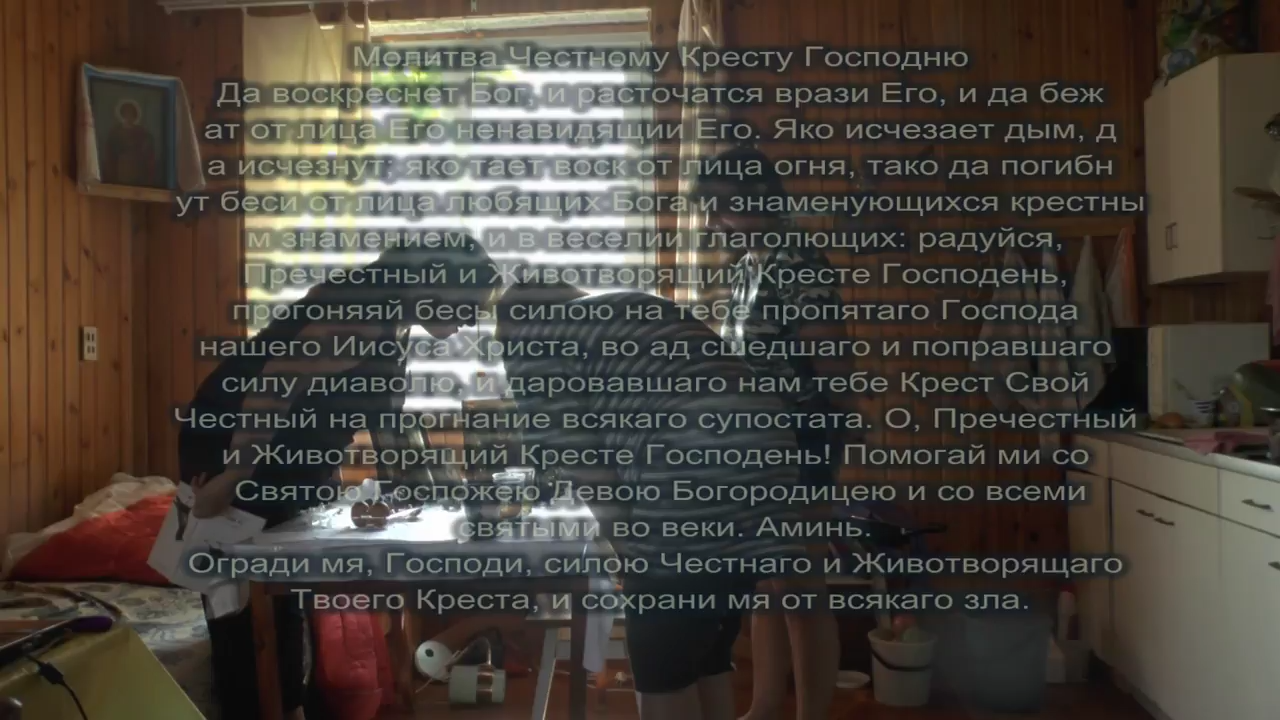 Молитва Честному Кресту Господню
Да воскреснет Бог, и расточатся врази Его, и да беж
ат от лица Его ненавидящии Его. Яко исчезает дым, д
а исчезнут; яко тает воск от лица огня, тако да погибн
ут беси от лица любящих Бога и знаменующихся крестны
м знамением, и в веселии глаголющих: радуйся,
Пречестный и Животворящий Кресте Господень,
прогоняяй бесы силою на тебе пропятаго Господа
нашего Иисуса Христа, во ад сшедшаго и поправшаго
силу диаволю, и даровавшаго нам тебе Крест Свой
Честный на прогнание всякаго супостата. О, Пречестный
и Животворящий Кресте Господень! Помогай ми со
Святою Госпожею Девою Богородицею и со всеми
святыми во веки. Аминь.
Огради мя, Господи, силою Честнаго и Животворящаго
Твоего Креста, и сохрани мя от всякаго зла.